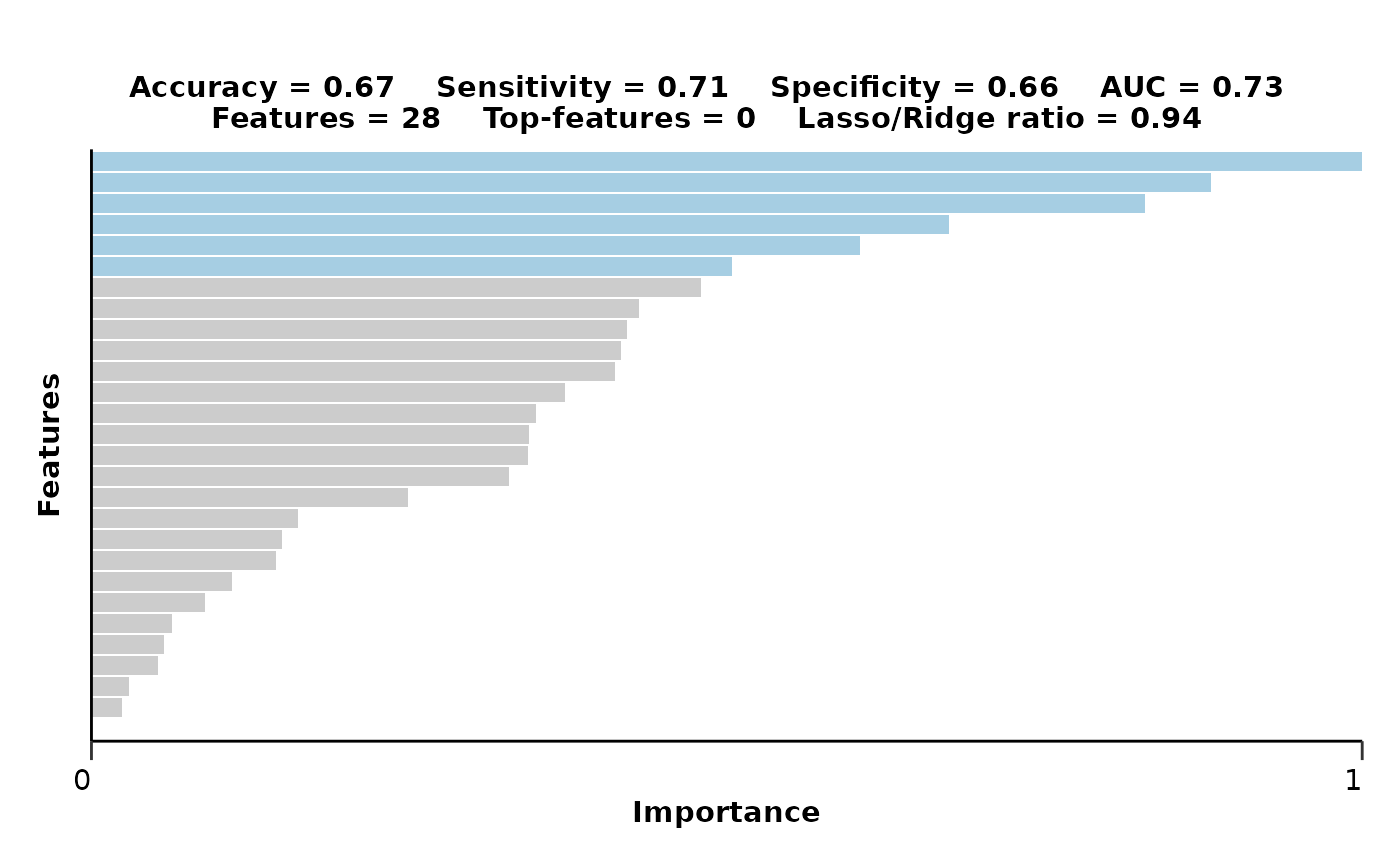 Accuracy = 0.67 Sensitivity = 0.71 Specificity = 0.66 AUC = 0.73
Features = 28 Top-features = 0 Lasso/Ridge ratio = 0.94
Features
0 1
Importance